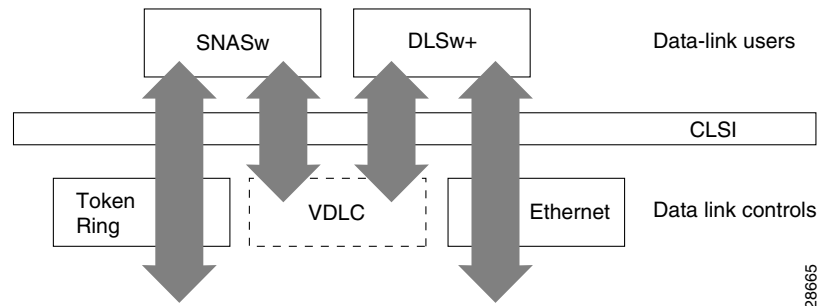 SNASw
DLSw+
Data-link users
CLSI
Token
Ring
VDLC
Ethernet
Data link controls
28665